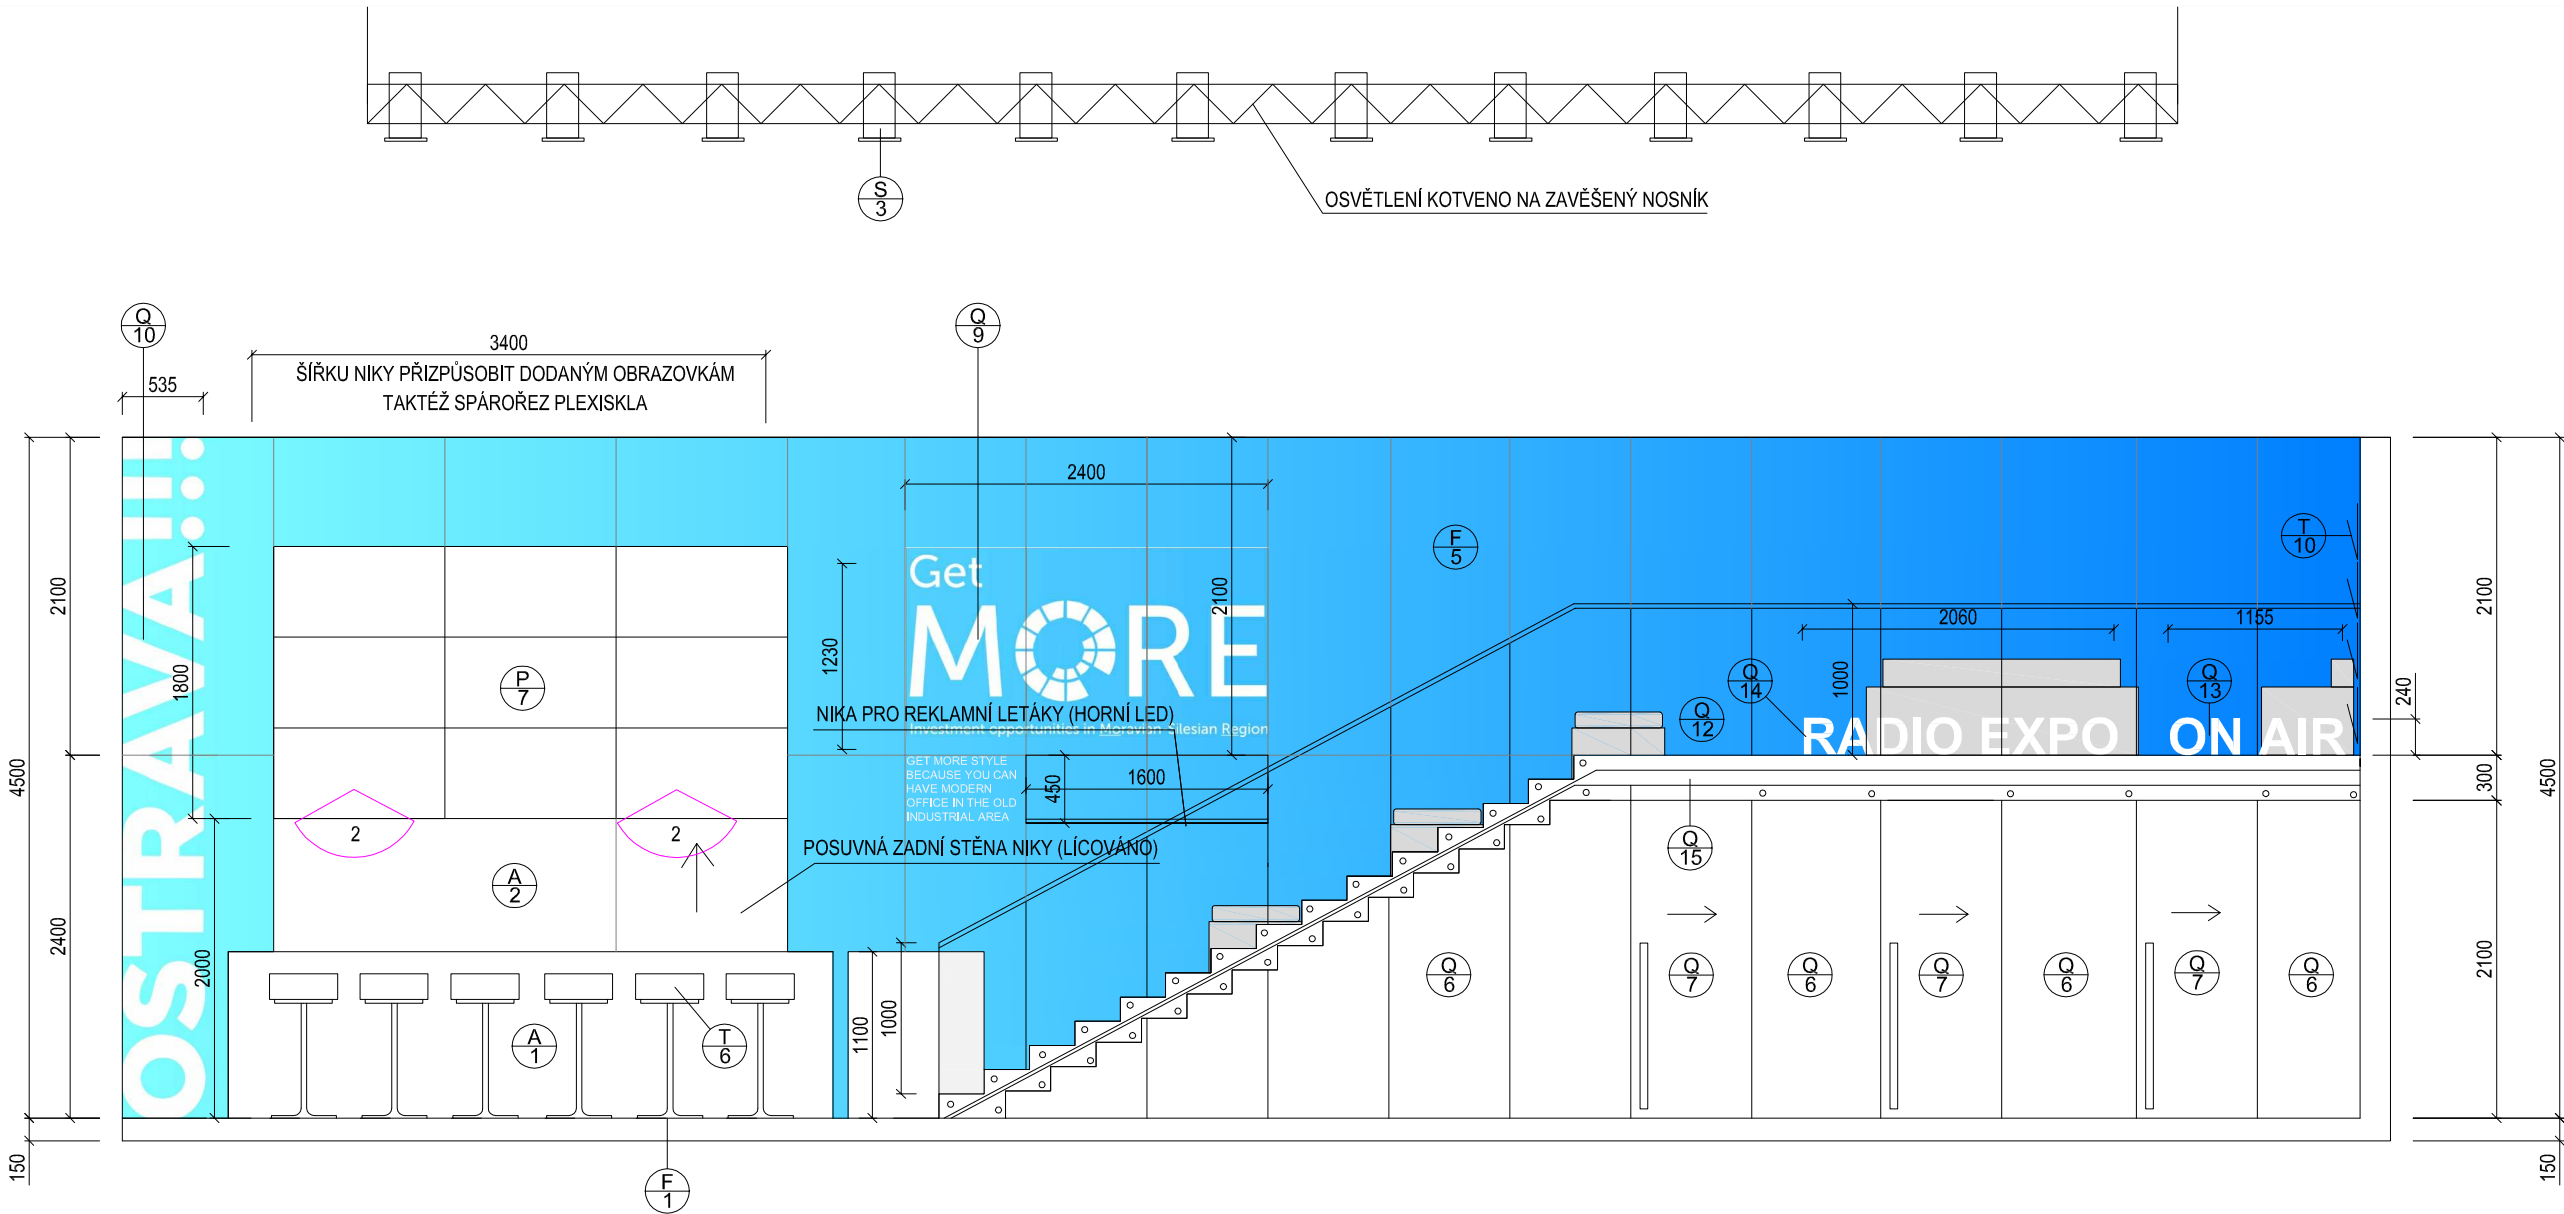 S
3
OSVĚTLENÍ KOTVENO NA ZAVĚŠENÝ NOSNÍK
Q
10
Q
9
3400
ŠÍŘKU NIKY PŘIZPŮSOBIT DODANÝM OBRAZOVKÁM
TAKTÉŽ SPÁROŘEZ PLEXISKLA
535
2400
OSTRAVA!!!
Get
MORE
Investment opportunities in Moravian-Silesian Region
GET MORE STYLE
BECAUSE YOU CAN
HAVE MODERN
OFFICE IN THE OLD
INDUSTRIAL AREA
NIKA PRO REKLAMNÍ LETÁKY (HORNÍ LED)
POSUVNÁ ZADNÍ STĚNA NIKY (LÍCOVÁNO)
4500
2100
2400
150
1800
2000
1230
2100
450
1600
1100
1000
P
7
A
2
2
2
A
1
T
6
F
1
F
5
T
10
2060
1155
1000
Q
14
Q
12
Q
13
RADIO EXPO ON AIR
Q
15
Q
6
Q
7
Q
6
Q
7
Q
6
Q
7
Q
6
240
2100
300
2100
4500
150